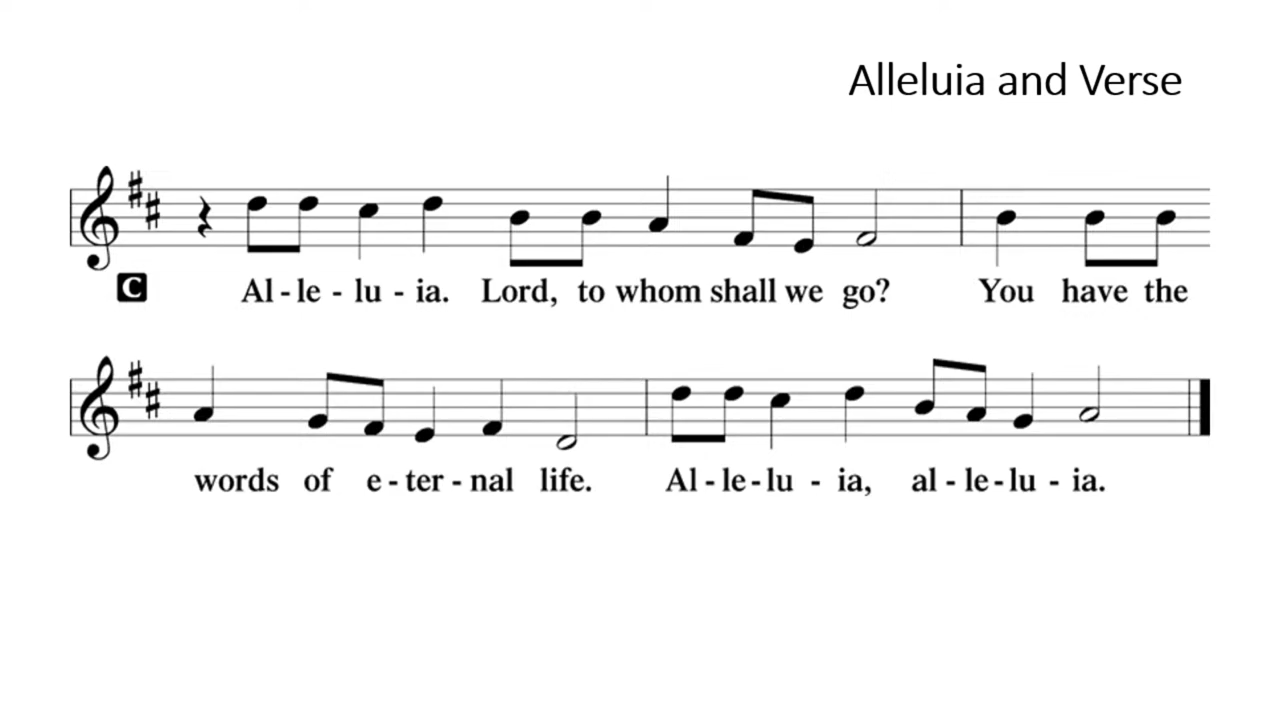 Alleluia and Verse
C Al - le - lu - ia. Lord, to whom shall we go? You have the
words of e - ter - nal life. Al - le - lu - ia, al - le - lu - ia.